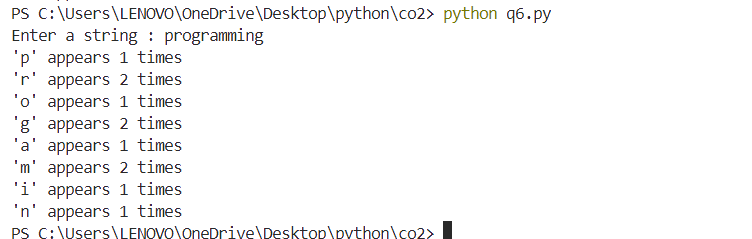 PS C:\Users\LENOVO\OneDrive\Desktop\python\co2> python q6.py
Enter a string : programming
'p' appears 1 times
'r' appears 2 times
'o' appears 1 times
'g' appears 2 times
'a' appears 1 times
'm' appears 2 times
'i' appears 1 times
'n' appears 1 times
PS C:\Users\LENOVO\OneDrive\Desktop\python\co2>